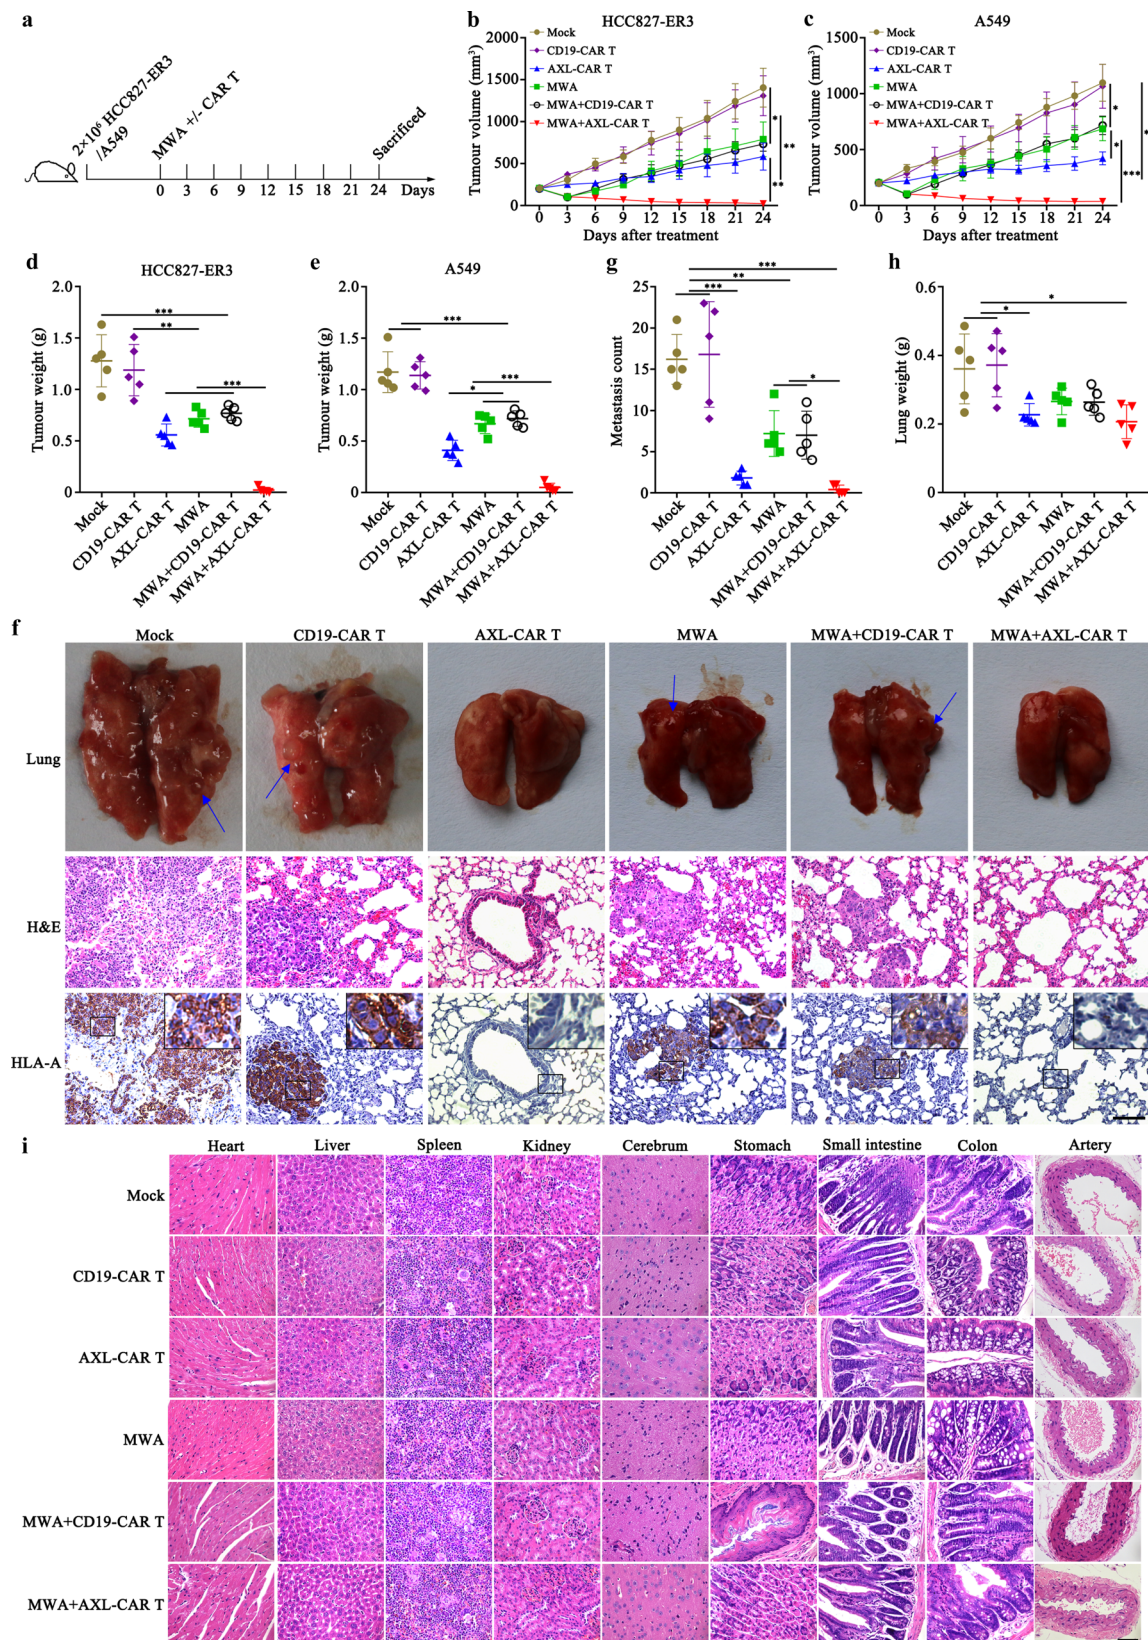 a
2×10⁶ HCC827-ER3
/A549
MWA +/- CAR T
Sacrificed
0 3 6 9 12 15 18 21 24 Days
b
HCC827-ER3
Tumour volume (mm³)
2000
1500
1000
500
0
Mock
CD19-CAR T
AXL-CAR T
MWA
MWA+CD19-CAR T
MWA+AXL-CAR T
*
**
**
0 3 6 9 12 15 18 21 24
Days after treatment
c
A549
Tumour volume (mm³)
1500
1000
500
0
Mock
CD19-CAR T
AXL-CAR T
MWA
MWA+CD19-CAR T
MWA+AXL-CAR T
*
*
***
0 3 6 9 12 15 18 21 24
Days after treatment
d
HCC827-ER3
Tumour weight (g)
2.0
1.5
1.0
0.5
0
***
**
***
Mock
CD19-CAR T
AXL-CAR T
MWA
MWA+CD19-CAR T
MWA+AXL-CAR T
e
A549
Tumour weight (g)
2.0
1.5
1.0
0.5
0
***
***
*
Mock
CD19-CAR T
AXL-CAR T
MWA
MWA+CD19-CAR T
MWA+AXL-CAR T
g
Metastasis count
25
20
15
10
5
0
***
**
***
*
Mock
CD19-CAR T
AXL-CAR T
MWA
MWA+CD19-CAR T
MWA+AXL-CAR T
h
Lung weight (g)
0.6
0.4
0.2
0.0
*
*
Mock
CD19-CAR T
AXL-CAR T
MWA
MWA+CD19-CAR T
MWA+AXL-CAR T
f
Mock CD19-CAR T AXL-CAR T MWA MWA+CD19-CAR T MWA+AXL-CAR T
Lung
H&E
HLA-A
i
Heart Liver Spleen Kidney Cerebrum Stomach Small intestine Colon Artery
Mock
CD19-CAR T
AXL-CAR T
MWA
MWA+CD19-CAR T
MWA+AXL-CAR T